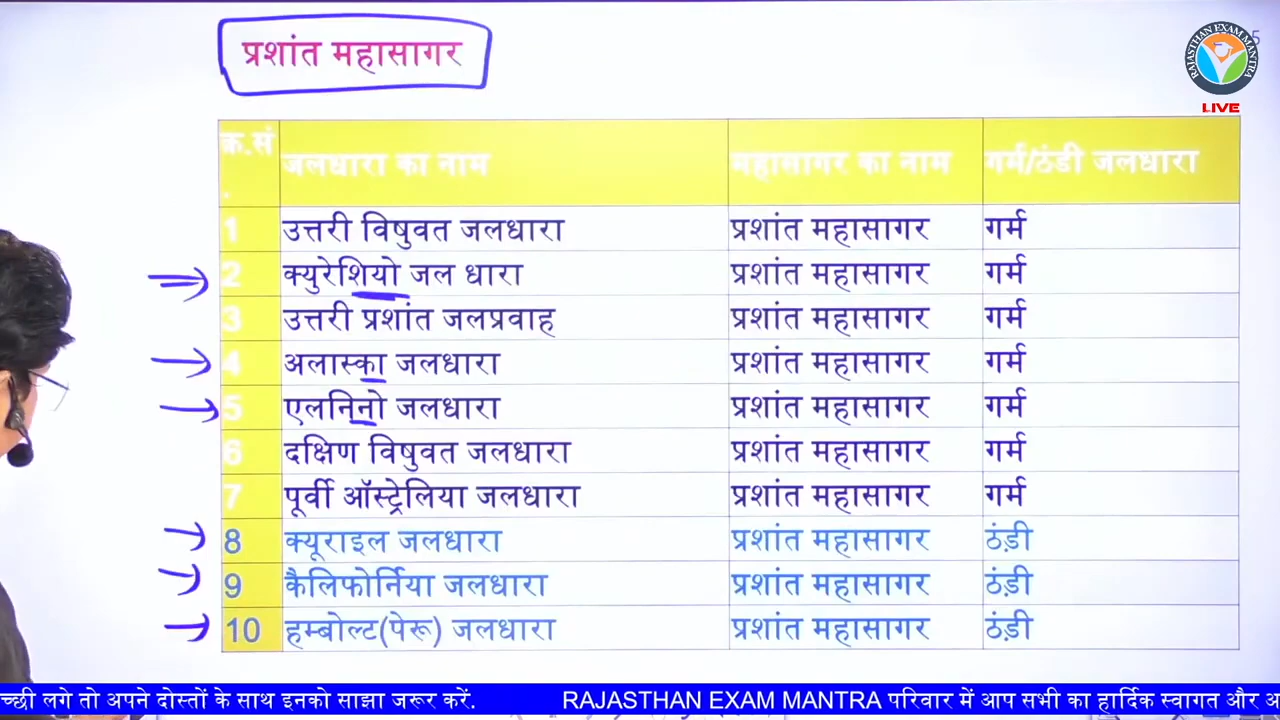 प्रशांत महासागर
RAJASTHAN EXAM MANTRA
LIVE
क्र.सं. जलधारा का नाम महासागर का नाम गर्म/ठंडी जलधारा
1 उत्तरी विषुवत जलधारा प्रशांत महासागर गर्म
2 क्युरेशियो जल धारा प्रशांत महासागर गर्म
3 उत्तरी प्रशांत जलप्रवाह प्रशांत महासागर गर्म
4 अलास्का जलधारा प्रशांत महासागर गर्म
5 एलनिनो जलधारा प्रशांत महासागर गर्म
6 दक्षिण विषुवत जलधारा प्रशांत महासागर गर्म
7 पूर्वी ऑस्ट्रेलिया जलधारा प्रशांत महासागर गर्म
8 क्यूराइल जलधारा प्रशांत महासागर ठंड़ी
9 कैलिफोर्निया जलधारा प्रशांत महासागर ठंड़ी
10 हम्बोल्ट(पेरू) जलधारा प्रशांत महासागर ठंड़ी
लगे तो अपने दोस्तों के साथ इनको साझा जरूर करें. RAJASTHAN EXAM MANTRA परिवार में आप सभी का हार्दिक स्वागत और